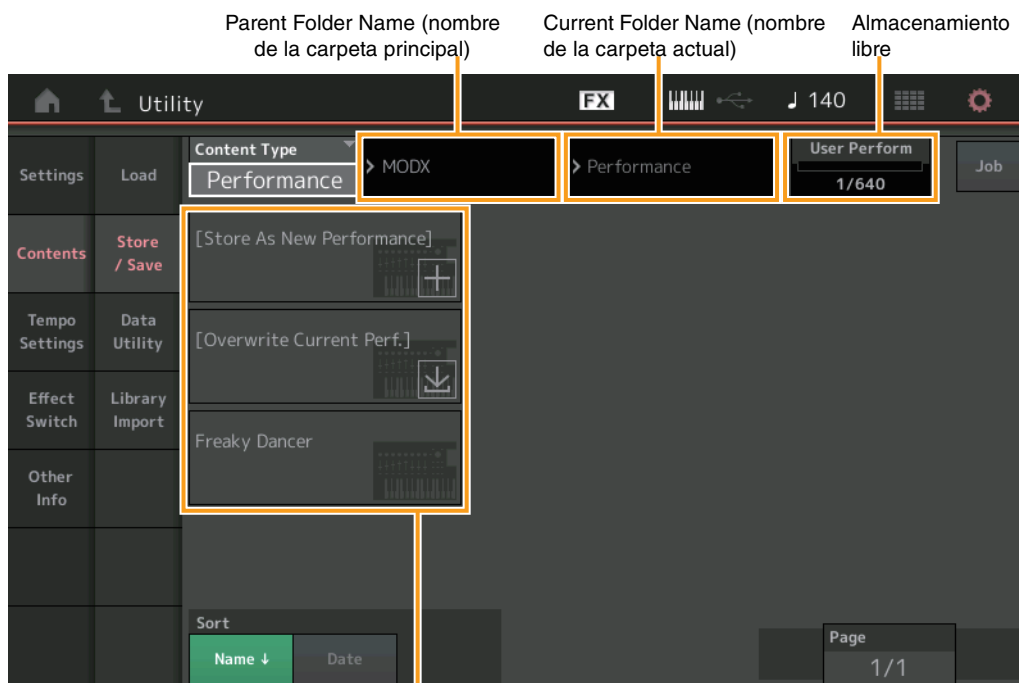 Parent Folder Name (nombre
de la carpeta principal)
Current Folder Name (nombre
de la carpeta actual)
Almacenamiento
libre
Utility
FX
140
Settings
Load
Content Type
Performance
MODX
Performance
User Perform
1/640
Job
Contents
Store
/ Save
[Store As New Performance]
Tempo
Settings
Data
Utility
[Overwrite Current Perf.]
Effect
Switch
Library
Import
Freaky Dancer
Other
Info
Sort
Name ↓
Date
Page
1/1